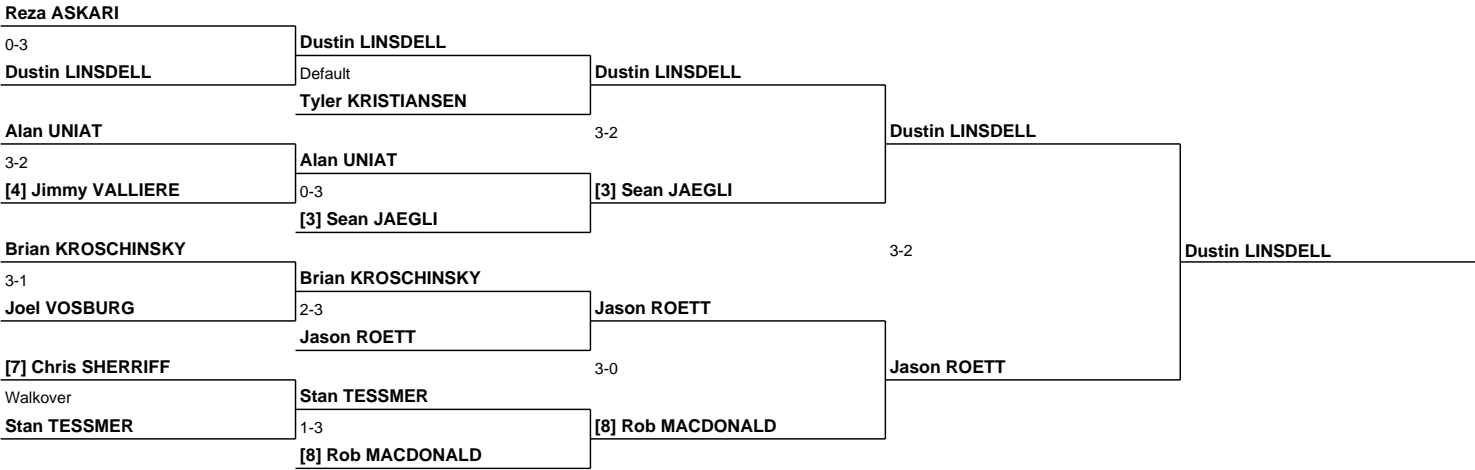 Reza ASKARI
0-3
Dustin LINSDELL
Dustin LINSDELL
Default
Dustin LINSDELL
Tyler KRISTIANSEN
Alan UNIAT
3-2
Dustin LINSDELL
3-2
Alan UNIAT
[4] Jimmy VALLIERE
0-3
[3] Sean JAEGLI
[3] Sean JAEGLI
Brian KROSCHINSKY
3-2
Dustin LINSDELL
3-1
Brian KROSCHINSKY
Joel VOSBURG
2-3
Jason ROETT
Jason ROETT
[7] Chris SHERRIFF
3-0
Jason ROETT
Walkover
Stan TESSMER
Stan TESSMER
1-3
[8] Rob MACDONALD
[8] Rob MACDONALD